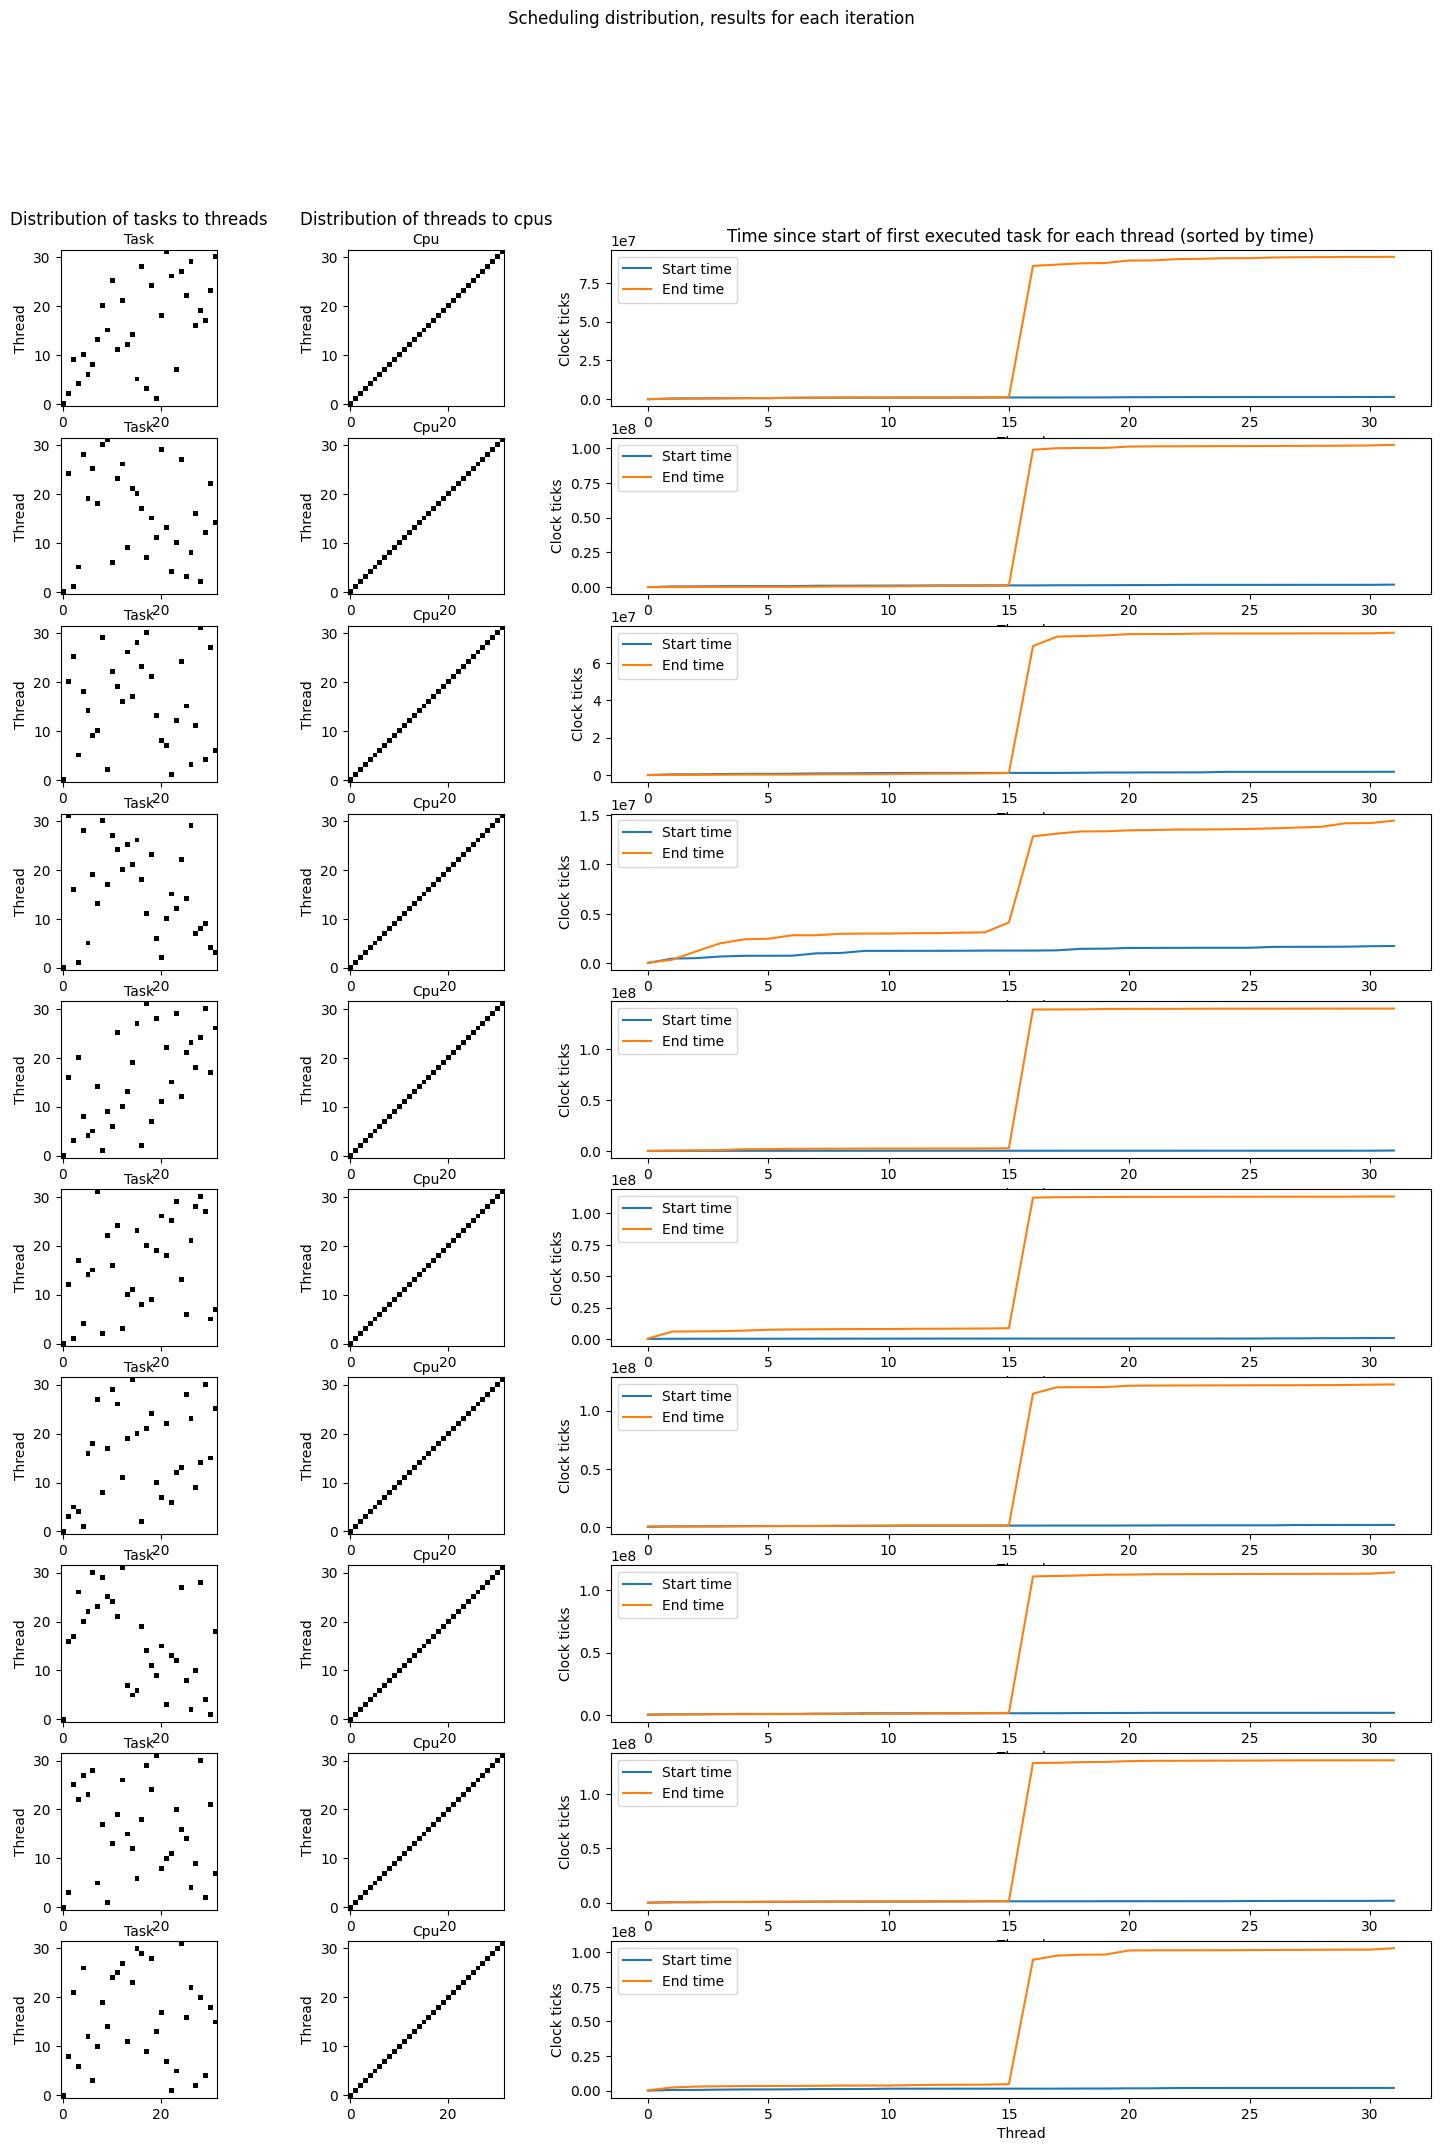 Scheduling distribution, results for each iteration
Distribution of tasks to threads
Distribution of threads to cpus
Time since start of first executed task for each thread (sorted by time)
Task
Thread
30
20
10
0
Cpu
Thread
30
20
10
0
1e7
Clock ticks
7.5
5.0
2.5
0.0
Start time
End time
0 20
0 20
0 5 10 15 20 25 30
Task
Thread
30
20
10
0
Cpu
Thread
30
20
10
0
1e8
Clock ticks
1.00
0.75
0.50
0.25
0.00
Start time
End time
0 20
0 20
0 5 10 15 20 25 30
Task
Thread
30
20
10
0
Cpu
Thread
30
20
10
0
1e7
Clock ticks
6
4
2
0
Start time
End time
0 20
0 20
0 5 10 15 20 25 30
Task
Thread
30
20
10
0
Cpu
Thread
30
20
10
0
1e7
Clock ticks
1.5
1.0
0.5
0.0
Start time
End time
0 20
0 20
0 5 10 15 20 25 30
Task
Thread
30
20
10
0
Cpu
Thread
30
20
10
0
1e8
Clock ticks
1.0
0.5
0.0
Start time
End time
0 20
0 20
0 5 10 15 20 25 30
Task
Thread
30
20
10
0
Cpu
Thread
30
20
10
0
1e8
Clock ticks
1.00
0.75
0.50
0.25
0.00
Start time
End time
0 20
0 20
0 5 10 15 20 25 30
Task
Thread
30
20
10
0
Cpu
Thread
30
20
10
0
1e8
Clock ticks
1.0
0.5
0.0
Start time
End time
0 20
0 20
0 5 10 15 20 25 30
Task
Thread
30
20
10
0
Cpu
Thread
30
20
10
0
1e8
Clock ticks
1.0
0.5
0.0
Start time
End time
0 20
0 20
0 5 10 15 20 25 30
Task
Thread
30
20
10
0
Cpu
Thread
30
20
10
0
1e8
Clock ticks
1.0
0.5
0.0
Start time
End time
0 20
0 20
0 5 10 15 20 25 30
Task
Thread
30
20
10
0
Cpu
Thread
30
20
10
0
1e8
Clock ticks
1.00
0.75
0.50
0.25
0.00
Start time
End time
0 20
0 20
0 5 10 15 20 25 30
Thread